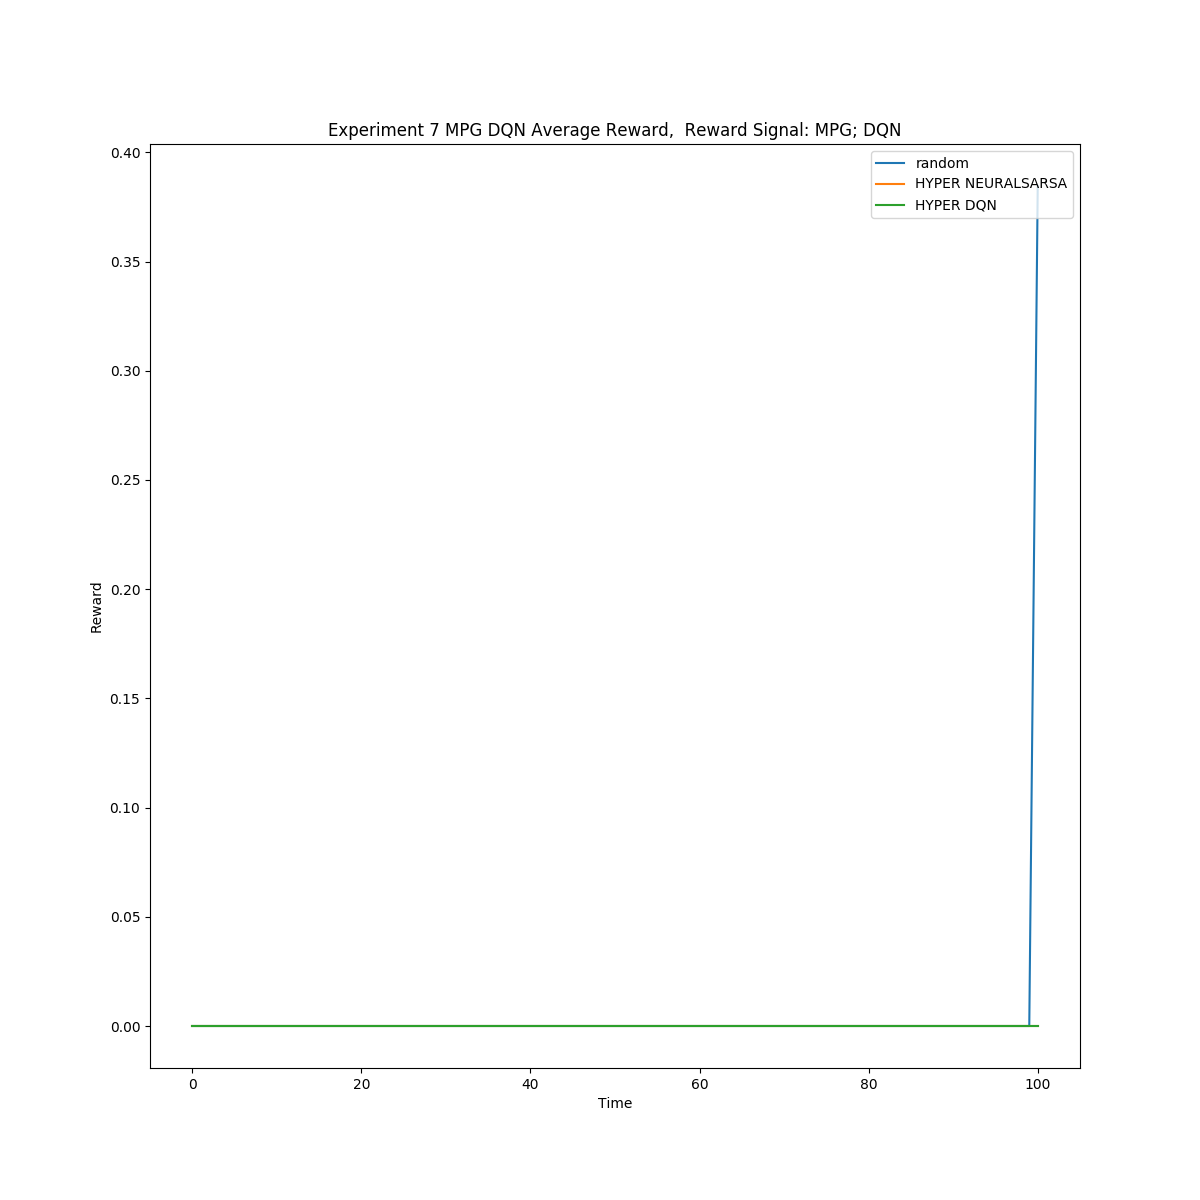 Experiment 7 MPG DQN Average Reward,  Reward Signal: MPG; DQN
random
HYPER NEURALSARSA
HYPER DQN
0.40
0.35
0.30
0.25
0.20
0.15
0.10
0.05
0.00
Reward
0 20 40 60 80 100
Time